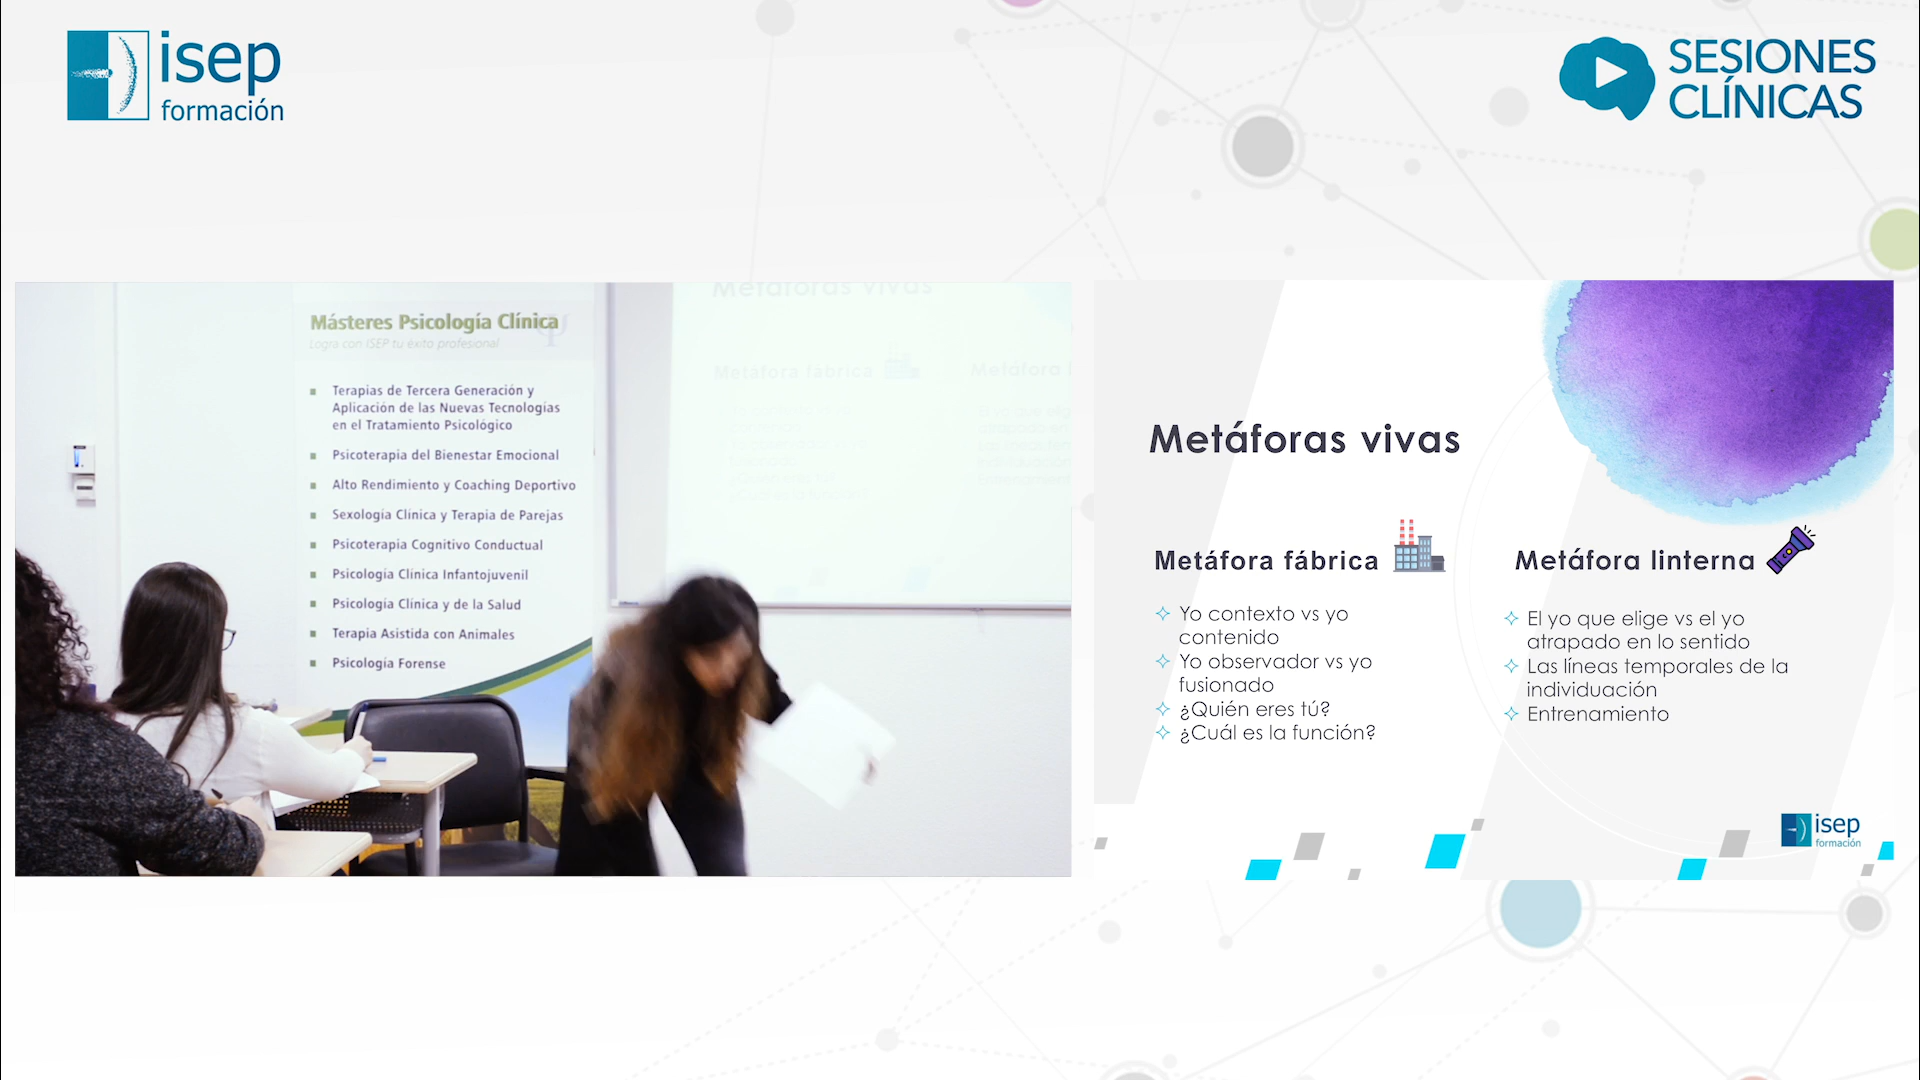 isep
formación
SESIONES
CLÍNICAS
Metáforas vivas
Másteres Psicología Clínica
Logra con ISEP tu éxito profesional
Terapias de Tercera Generación y
Aplicación de las Nuevas Tecnologías
en el Tratamiento Psicológico
Psicoterapia del Bienestar Emocional
Alto Rendimiento y Coaching Deportivo
Sexología Clínica y Terapia de Parejas
Psicoterapia Cognitivo Conductual
Psicología Clínica Infantojuvenil
Psicología Clínica y de la Salud
Terapia Asistida con Animales
Psicología Forense
Metáfora fábrica
Metáfora
Metáforas vivas
Metáfora fábrica
Yo contexto vs yo
contenido
Yo observador vs yo
fusionado
¿Quién eres tú?
¿Cuál es la función?
Metáfora linterna
El yo que elige vs el yo
atrapado en lo sentido
Las líneas temporales de la
individuación
Entrenamiento
isep
formación